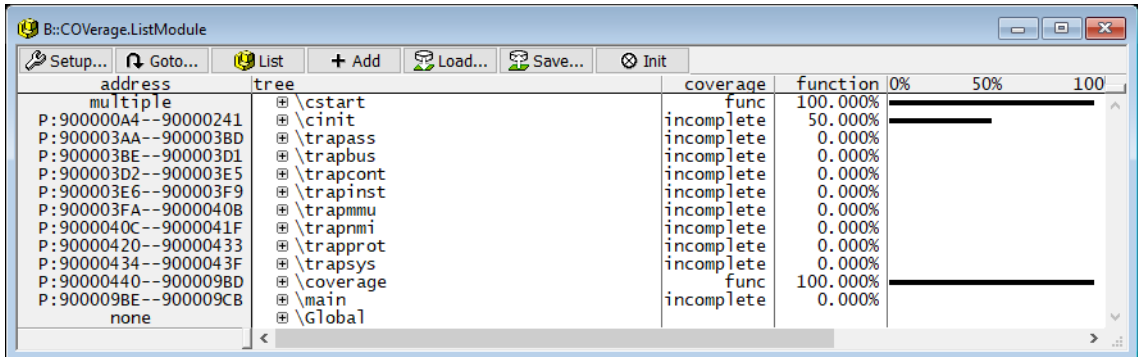 B::COVerage.ListModule
Setup... Goto... List + Add Load... Save... Init
address tree coverage function 0% 50% 100
multiple \cstart func 100.000%
P:900000A4--90000241 \cinit incomplete 50.000%
P:900003AA--900003BD \trapass incomplete 0.000%
P:900003BE--900003D1 \trapbus incomplete 0.000%
P:900003D2--900003E5 \trapcont incomplete 0.000%
P:900003E6--900003F9 \trapinst incomplete 0.000%
P:900003FA--9000040B \trapmmu incomplete 0.000%
P:9000040C--9000041F \trapnmi incomplete 0.000%
P:90000420--90000433 \trapprot incomplete 0.000%
P:90000434--9000043F \trapsys incomplete 0.000%
P:90000440--900009BD \coverage func 100.000%
P:900009BE--900009CB \main incomplete 0.000%
none \Global